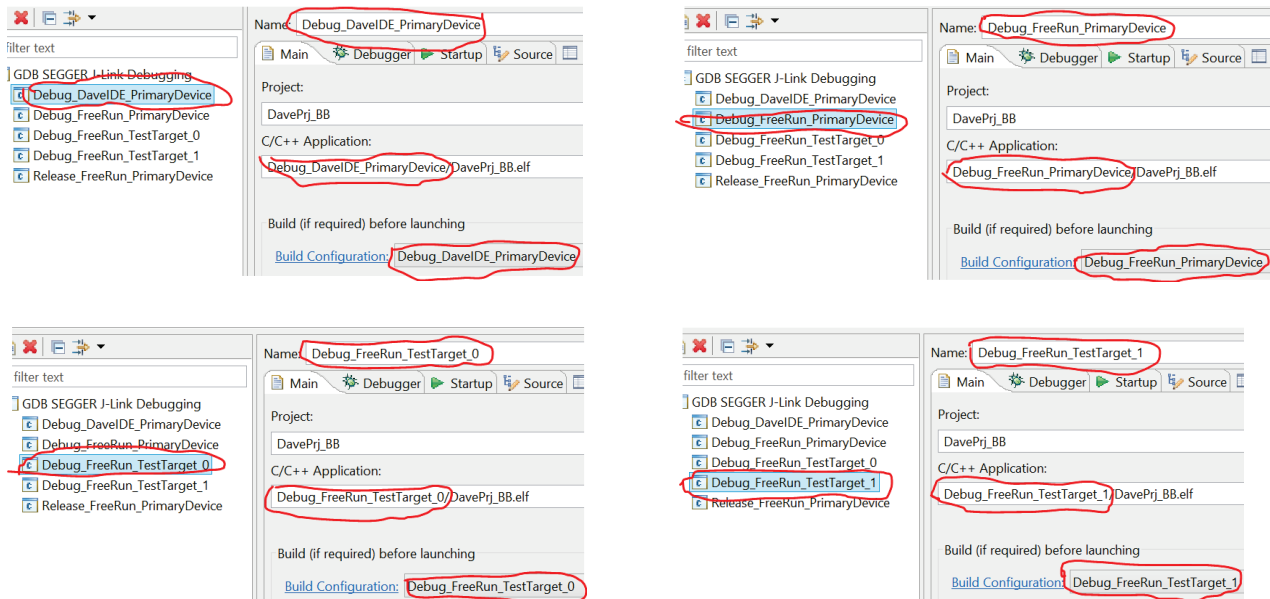 Name: Debug_DaveIDE_PrimaryDevice
filter text
Main Debugger Startup Source
GDB SEGGER J-Link Debugging
Debug_DaveIDE_PrimaryDevice
Debug_FreeRun_PrimaryDevice
Debug_FreeRun_TestTarget_0
Debug_FreeRun_TestTarget_1
Release_FreeRun_PrimaryDevice
Project:
DavePrj_BB
C/C++ Application:
Debug_DaveIDE_PrimaryDevice/DavePrj_BB.elf
Build (if required) before launching
Build Configuration: Debug_DaveIDE_PrimaryDevice
Name: Debug_FreeRun_PrimaryDevice
filter text
Main Debugger Startup Source
GDB SEGGER J-Link Debugging
Debug_DaveIDE_PrimaryDevice
Debug_FreeRun_PrimaryDevice
Debug_FreeRun_TestTarget_0
Debug_FreeRun_TestTarget_1
Release_FreeRun_PrimaryDevice
Project:
DavePrj_BB
C/C++ Application:
Debug_FreeRun_PrimaryDevice/DavePrj_BB.elf
Build (if required) before launching
Build Configuration: Debug_FreeRun_PrimaryDevice
Name: Debug_FreeRun_TestTarget_0
filter text
Main Debugger Startup Source
GDB SEGGER J-Link Debugging
Debug_DaveIDE_PrimaryDevice
Debug_FreeRun_PrimaryDevice
Debug_FreeRun_TestTarget_0
Debug_FreeRun_TestTarget_1
Release_FreeRun_PrimaryDevice
Project:
DavePrj_BB
C/C++ Application:
Debug_FreeRun_TestTarget_0/DavePrj_BB.elf
Build (if required) before launching
Build Configuration: Debug_FreeRun_TestTarget_0
Name: Debug_FreeRun_TestTarget_1
filter text
Main Debugger Startup Source
GDB SEGGER J-Link Debugging
Debug_DaveIDE_PrimaryDevice
Debug_FreeRun_PrimaryDevice
Debug_FreeRun_TestTarget_0
Debug_FreeRun_TestTarget_1
Release_FreeRun_PrimaryDevice
Project:
DavePrj_BB
C/C++ Application:
Debug_FreeRun_TestTarget_1/DavePrj_BB.elf
Build (if required) before launching
Build Configuration: Debug_FreeRun_TestTarget_1